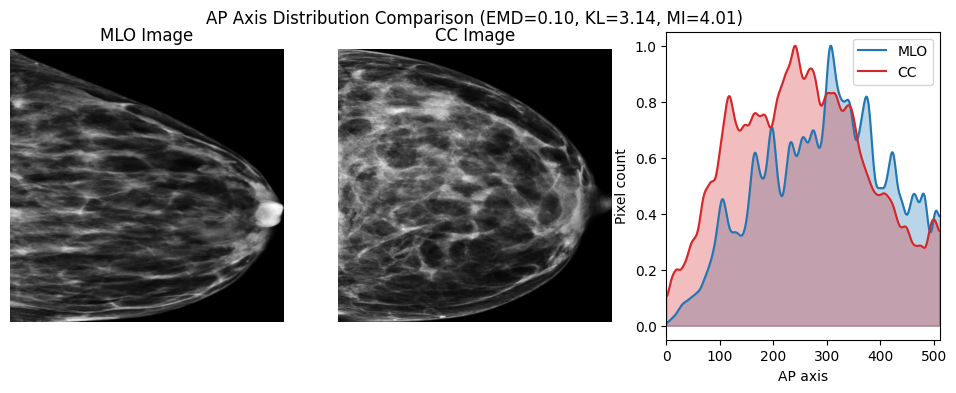 AP Axis Distribution Comparison (EMD=0.10, KL=3.14, MI=4.01)
MLO Image
CC Image
MLO
CC
Pixel count
1.0
0.8
0.6
0.4
0.2
0.0
0 100 200 300 400 500
AP axis